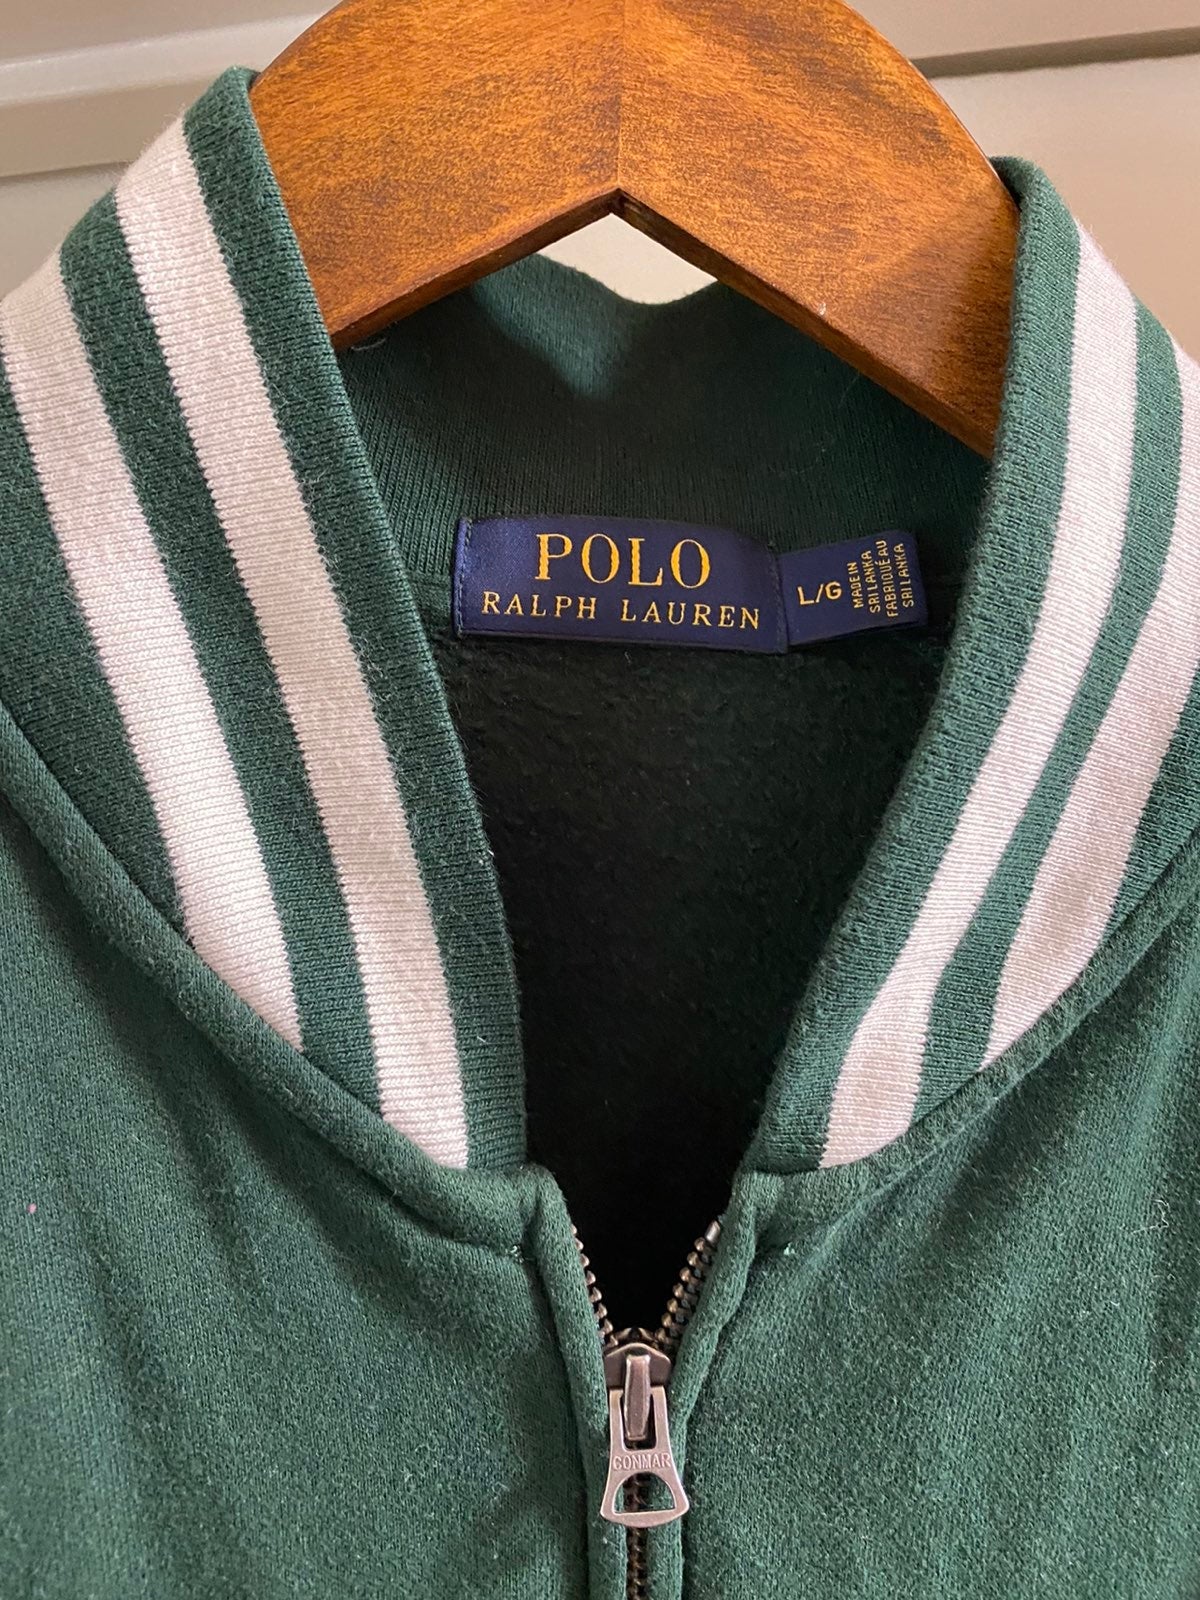 POLO
RALPH LAUREN
L/G
MADE IN
SRI LANKA
FABRIQUÉ AU
SRI LANKA
CONMAR